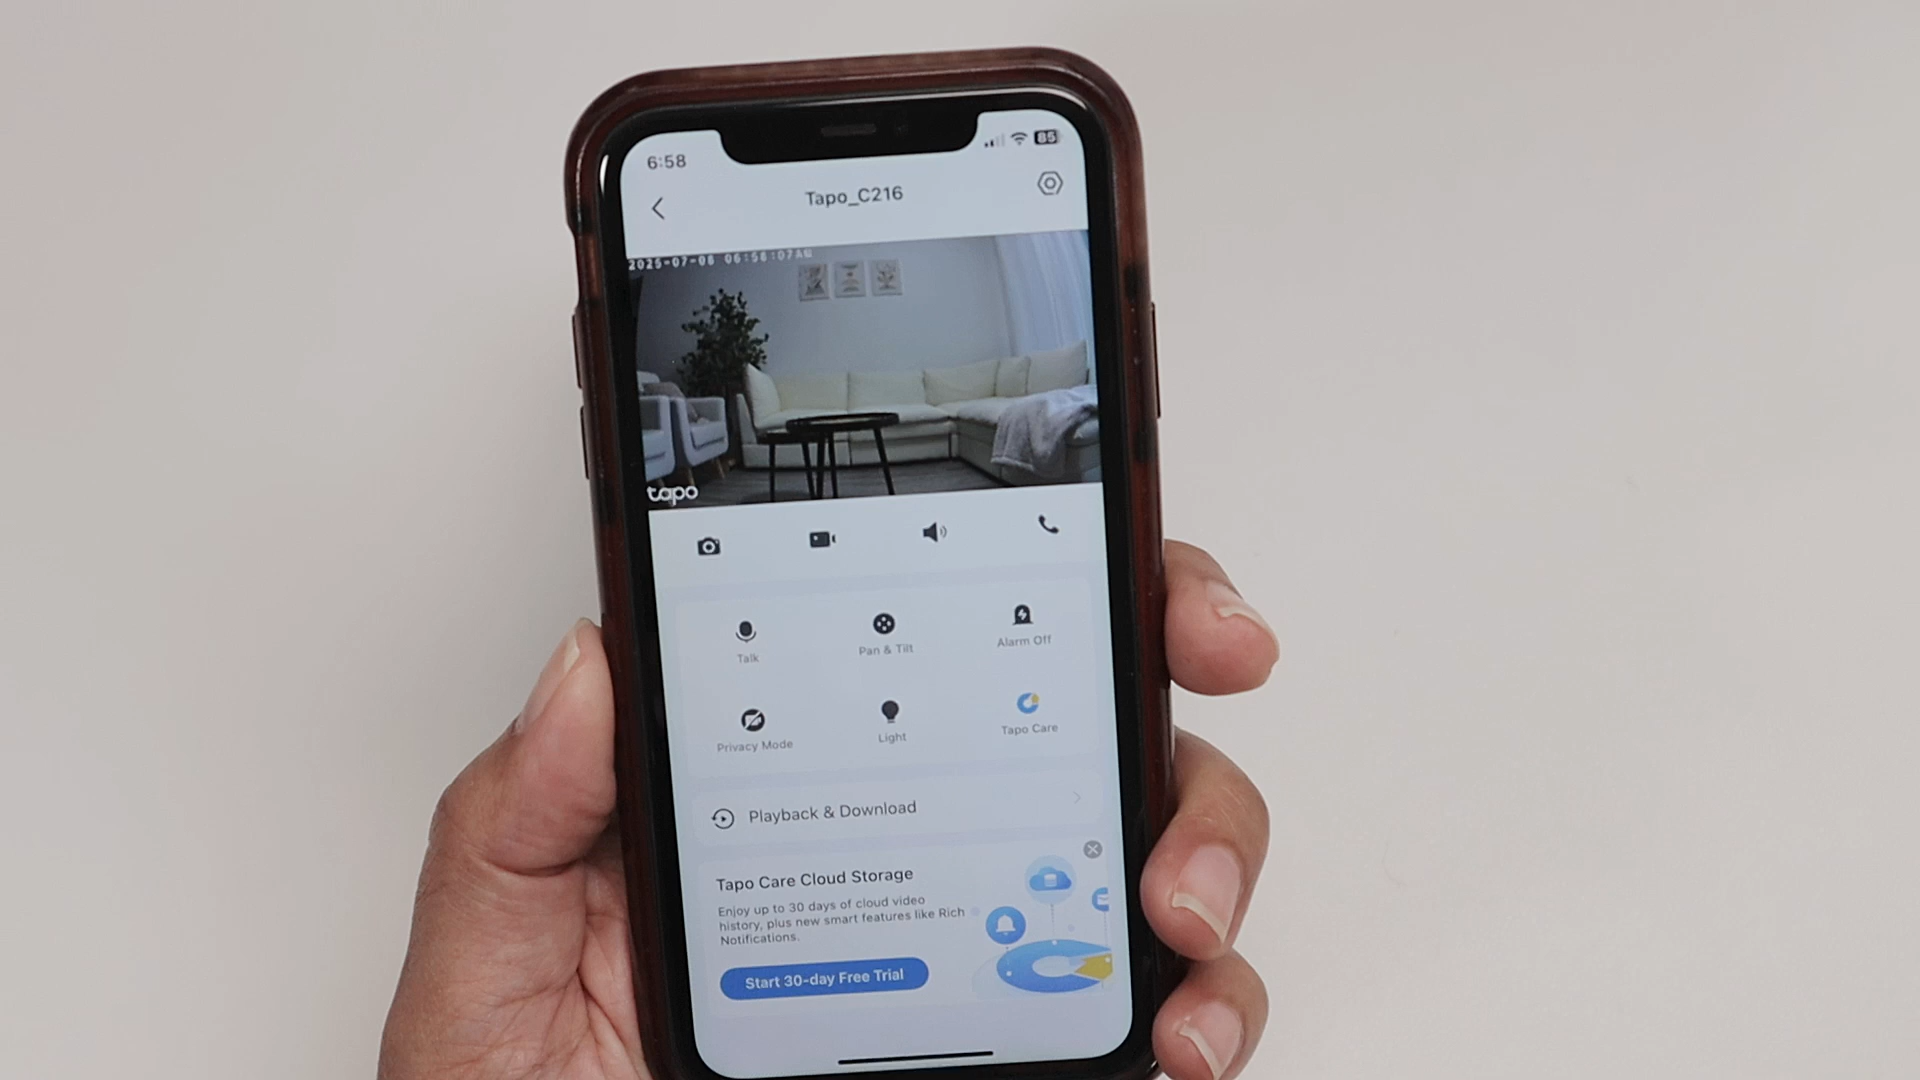 6:58
85
Tapo_C216
2025-07-08 06:58:07AM
tapo
Talk
Pan & Tilt
Alarm Off
Privacy Mode
Light
Tapo Care
Playback & Download
Tapo Care Cloud Storage
Enjoy up to 30 days of cloud video
history, plus new smart features like Rich
Notifications.
Start 30-day Free Trial